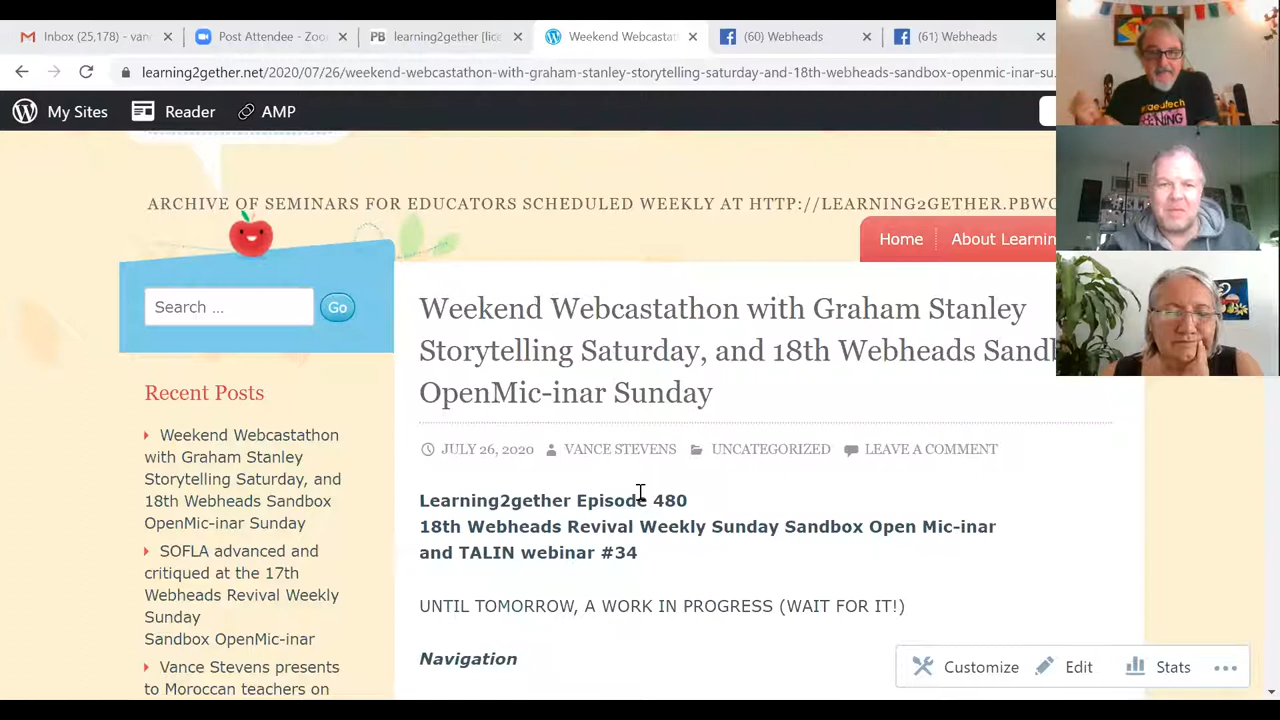 Inbox (25,178) - van
Post Attendee - Zoo
learning2gether [lice
Weekend Webcastat
(60) Webheads
(61) Webheads
learning2gether.net/2020/07/26/weekend-webcastathon-with-graham-stanley-storytelling-saturday-and-18th-webheads-sandbox-openmic-inar-su...
My Sites
Reader
AMP
ARCHIVE OF SEMINARS FOR EDUCATORS SCHEDULED WEEKLY AT HTTP://LEARNING2GETHER.PBWO
Home
About Learnin
Search ...
Go
Weekend Webcastathon with Graham Stanley
Storytelling Saturday, and 18th Webheads Sandb
OpenMic-inar Sunday
JULY 26, 2020 VANCE STEVENS UNCATEGORIZED LEAVE A COMMENT
Learning2gether Episode 480
18th Webheads Revival Weekly Sunday Sandbox Open Mic-inar
and TALIN webinar #34
UNTIL TOMORROW, A WORK IN PROGRESS (WAIT FOR IT!)
Navigation
Recent Posts
Weekend Webcastathon
with Graham Stanley
Storytelling Saturday, and
18th Webheads Sandbox
OpenMic-inar Sunday
SOFLA advanced and
critiqued at the 17th
Webheads Revival Weekly
Sunday
Sandbox OpenMic-inar
Vance Stevens presents
to Moroccan teachers on
Customize
Edit
Stats